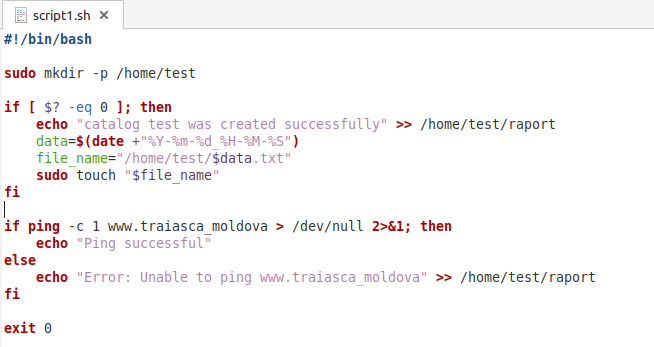 script1.sh ×
#!/bin/bash
sudo mkdir -p /home/test
if [ $? -eq 0 ]; then
    echo "catalog test was created successfully" >> /home/test/raport
    data=$(date +"%Y-%m-%d_%H-%M-%S")
    file_name="/home/test/$data.txt"
    sudo touch "$file_name"
fi
if ping -c 1 www.traiasca_moldova > /dev/null 2>&1; then
    echo "Ping successful"
else
    echo "Error: Unable to ping www.traiasca_moldova" >> /home/test/raport
fi
exit 0